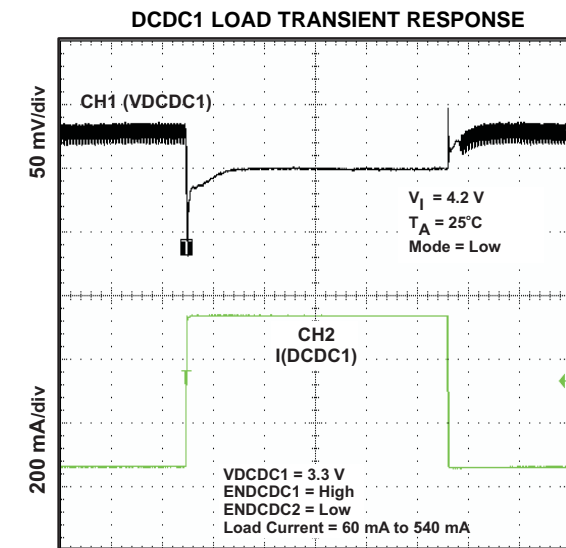 DCDC1 LOAD TRANSIENT RESPONSE
CH1 (VDCDC1)
50 mV/div
VI = 4.2 V
TA = 25°C
Mode = Low
T
CH2
I(DCDC1)
T
200 mA/div
VDCDC1 = 3.3 V
ENDCDC1 = High
ENDCDC2 = Low
Load Current = 60 mA to 540 mA